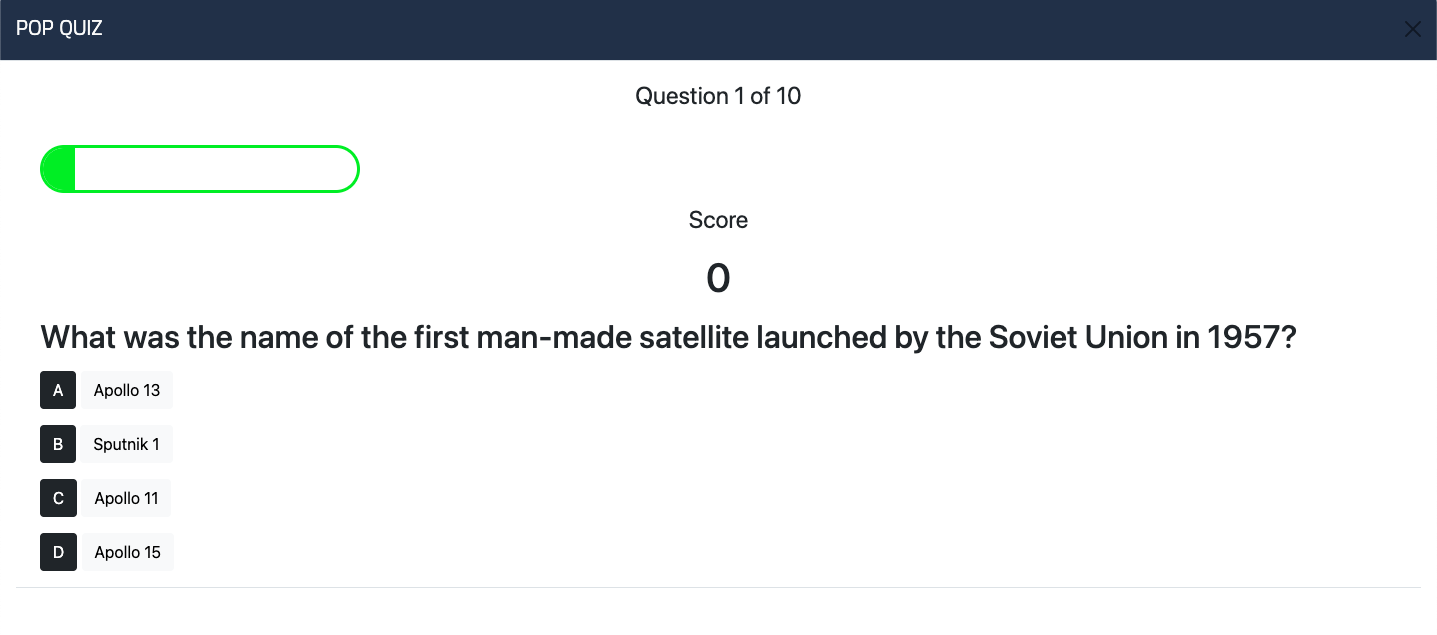 POP QUIZ
Question 1 of 10
Score
0
What was the name of the first man-made satellite launched by the Soviet Union in 1957?
A Apollo 13
B Sputnik 1
C Apollo 11
D Apollo 15